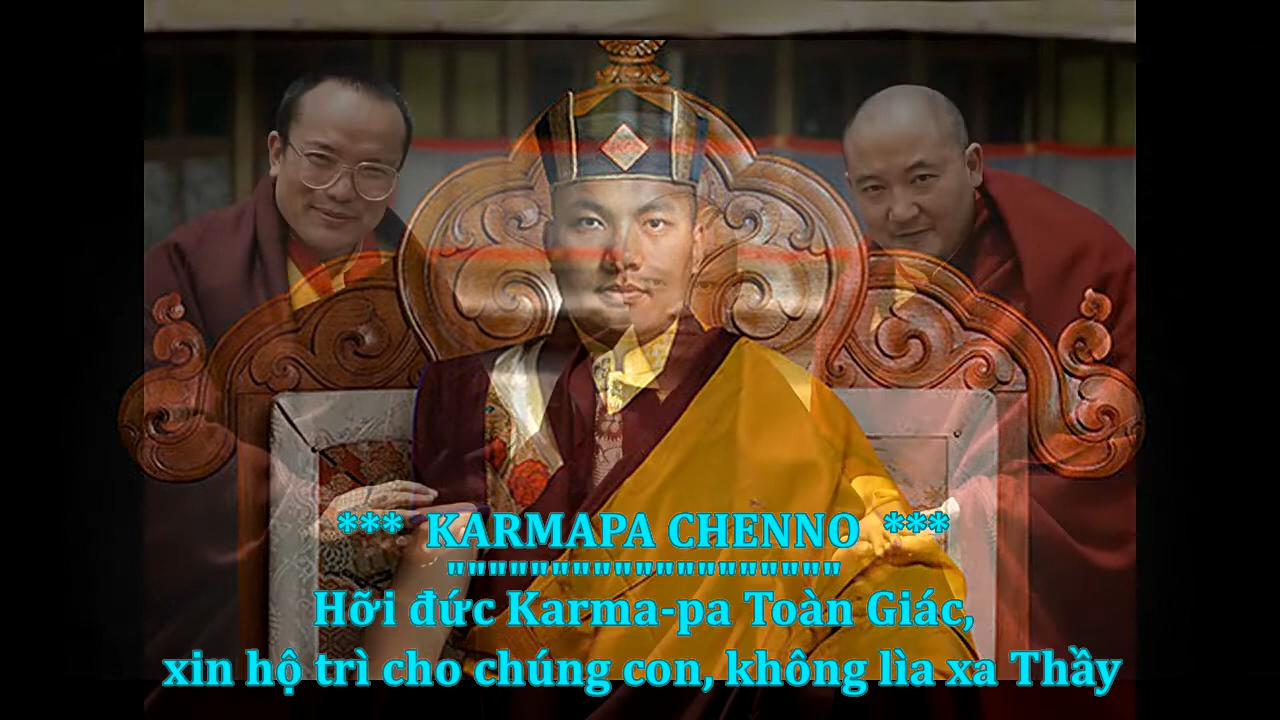 *** KARMAPA CHENNO ***
"""""""""""""""""""
Hỡi đức Karma-pa Toàn Giác,
xin hộ trì cho chúng con, không lìa xa Thầy